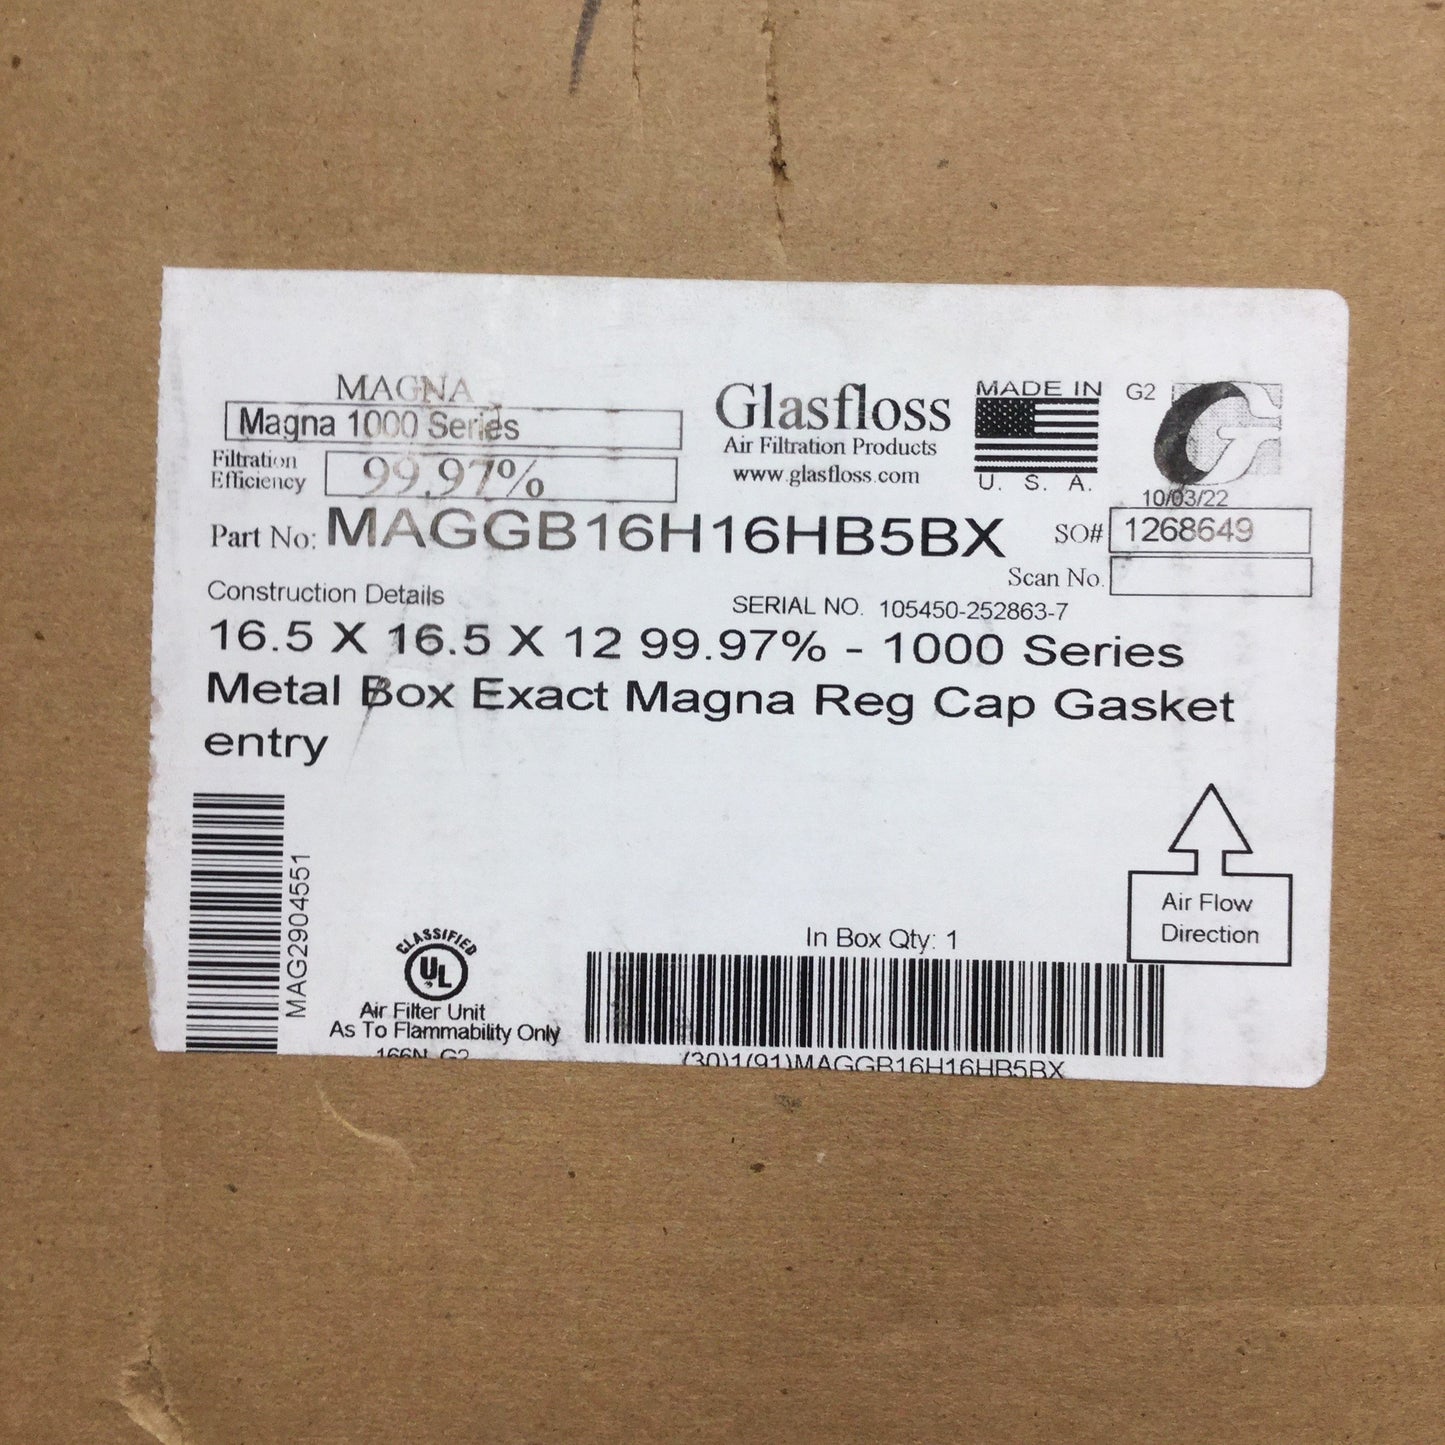 MAGNA
Magna 1000 Series
Filtration Efficiency 99.97%
Glasfloss
Air Filtration Products
www.glasfloss.com
MADE IN
U. S. A.
G2
10/03/22
Part No: MAGGB16H16HB5BX
SO# 1268649
Scan No.
Construction Details
SERIAL NO. 105450-252863-7
16.5 X 16.5 X 12 99.97% - 1000 Series
Metal Box Exact Magna Reg Cap Gasket
entry
MAG2904551
CLASSIFIED
UL
Air Filter Unit
As To Flammability Only
166N G2
In Box Qty: 1
(30)1(91)MAGGB16H16HB5BX
Air Flow
Direction